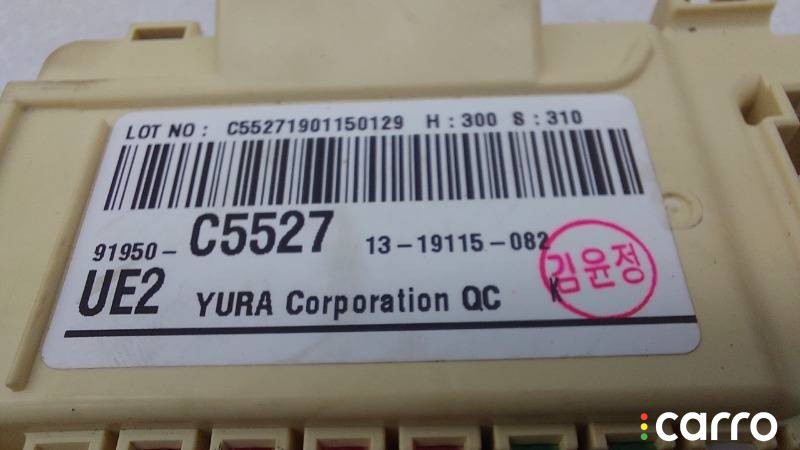 LOT NO : C55271901150129 H : 300 S : 310
91950- C5527 13-19115-082
UE2 YURA Corporation QC K
김윤정
carro